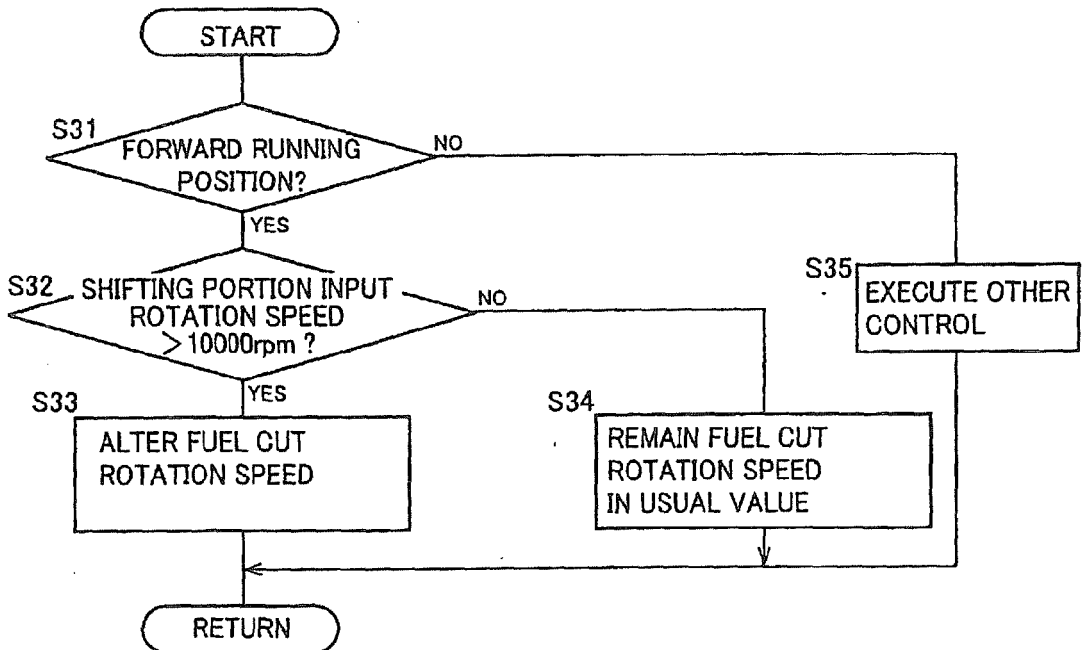 START
S31
FORWARD RUNNING
POSITION?
NO
YES
S32
SHIFTING PORTION INPUT
ROTATION SPEED
>10000rpm ?
NO
YES
S35
EXECUTE OTHER
CONTROL
S33
ALTER FUEL CUT
ROTATION SPEED
S34
REMAIN FUEL CUT
ROTATION SPEED
IN USUAL VALUE
RETURN